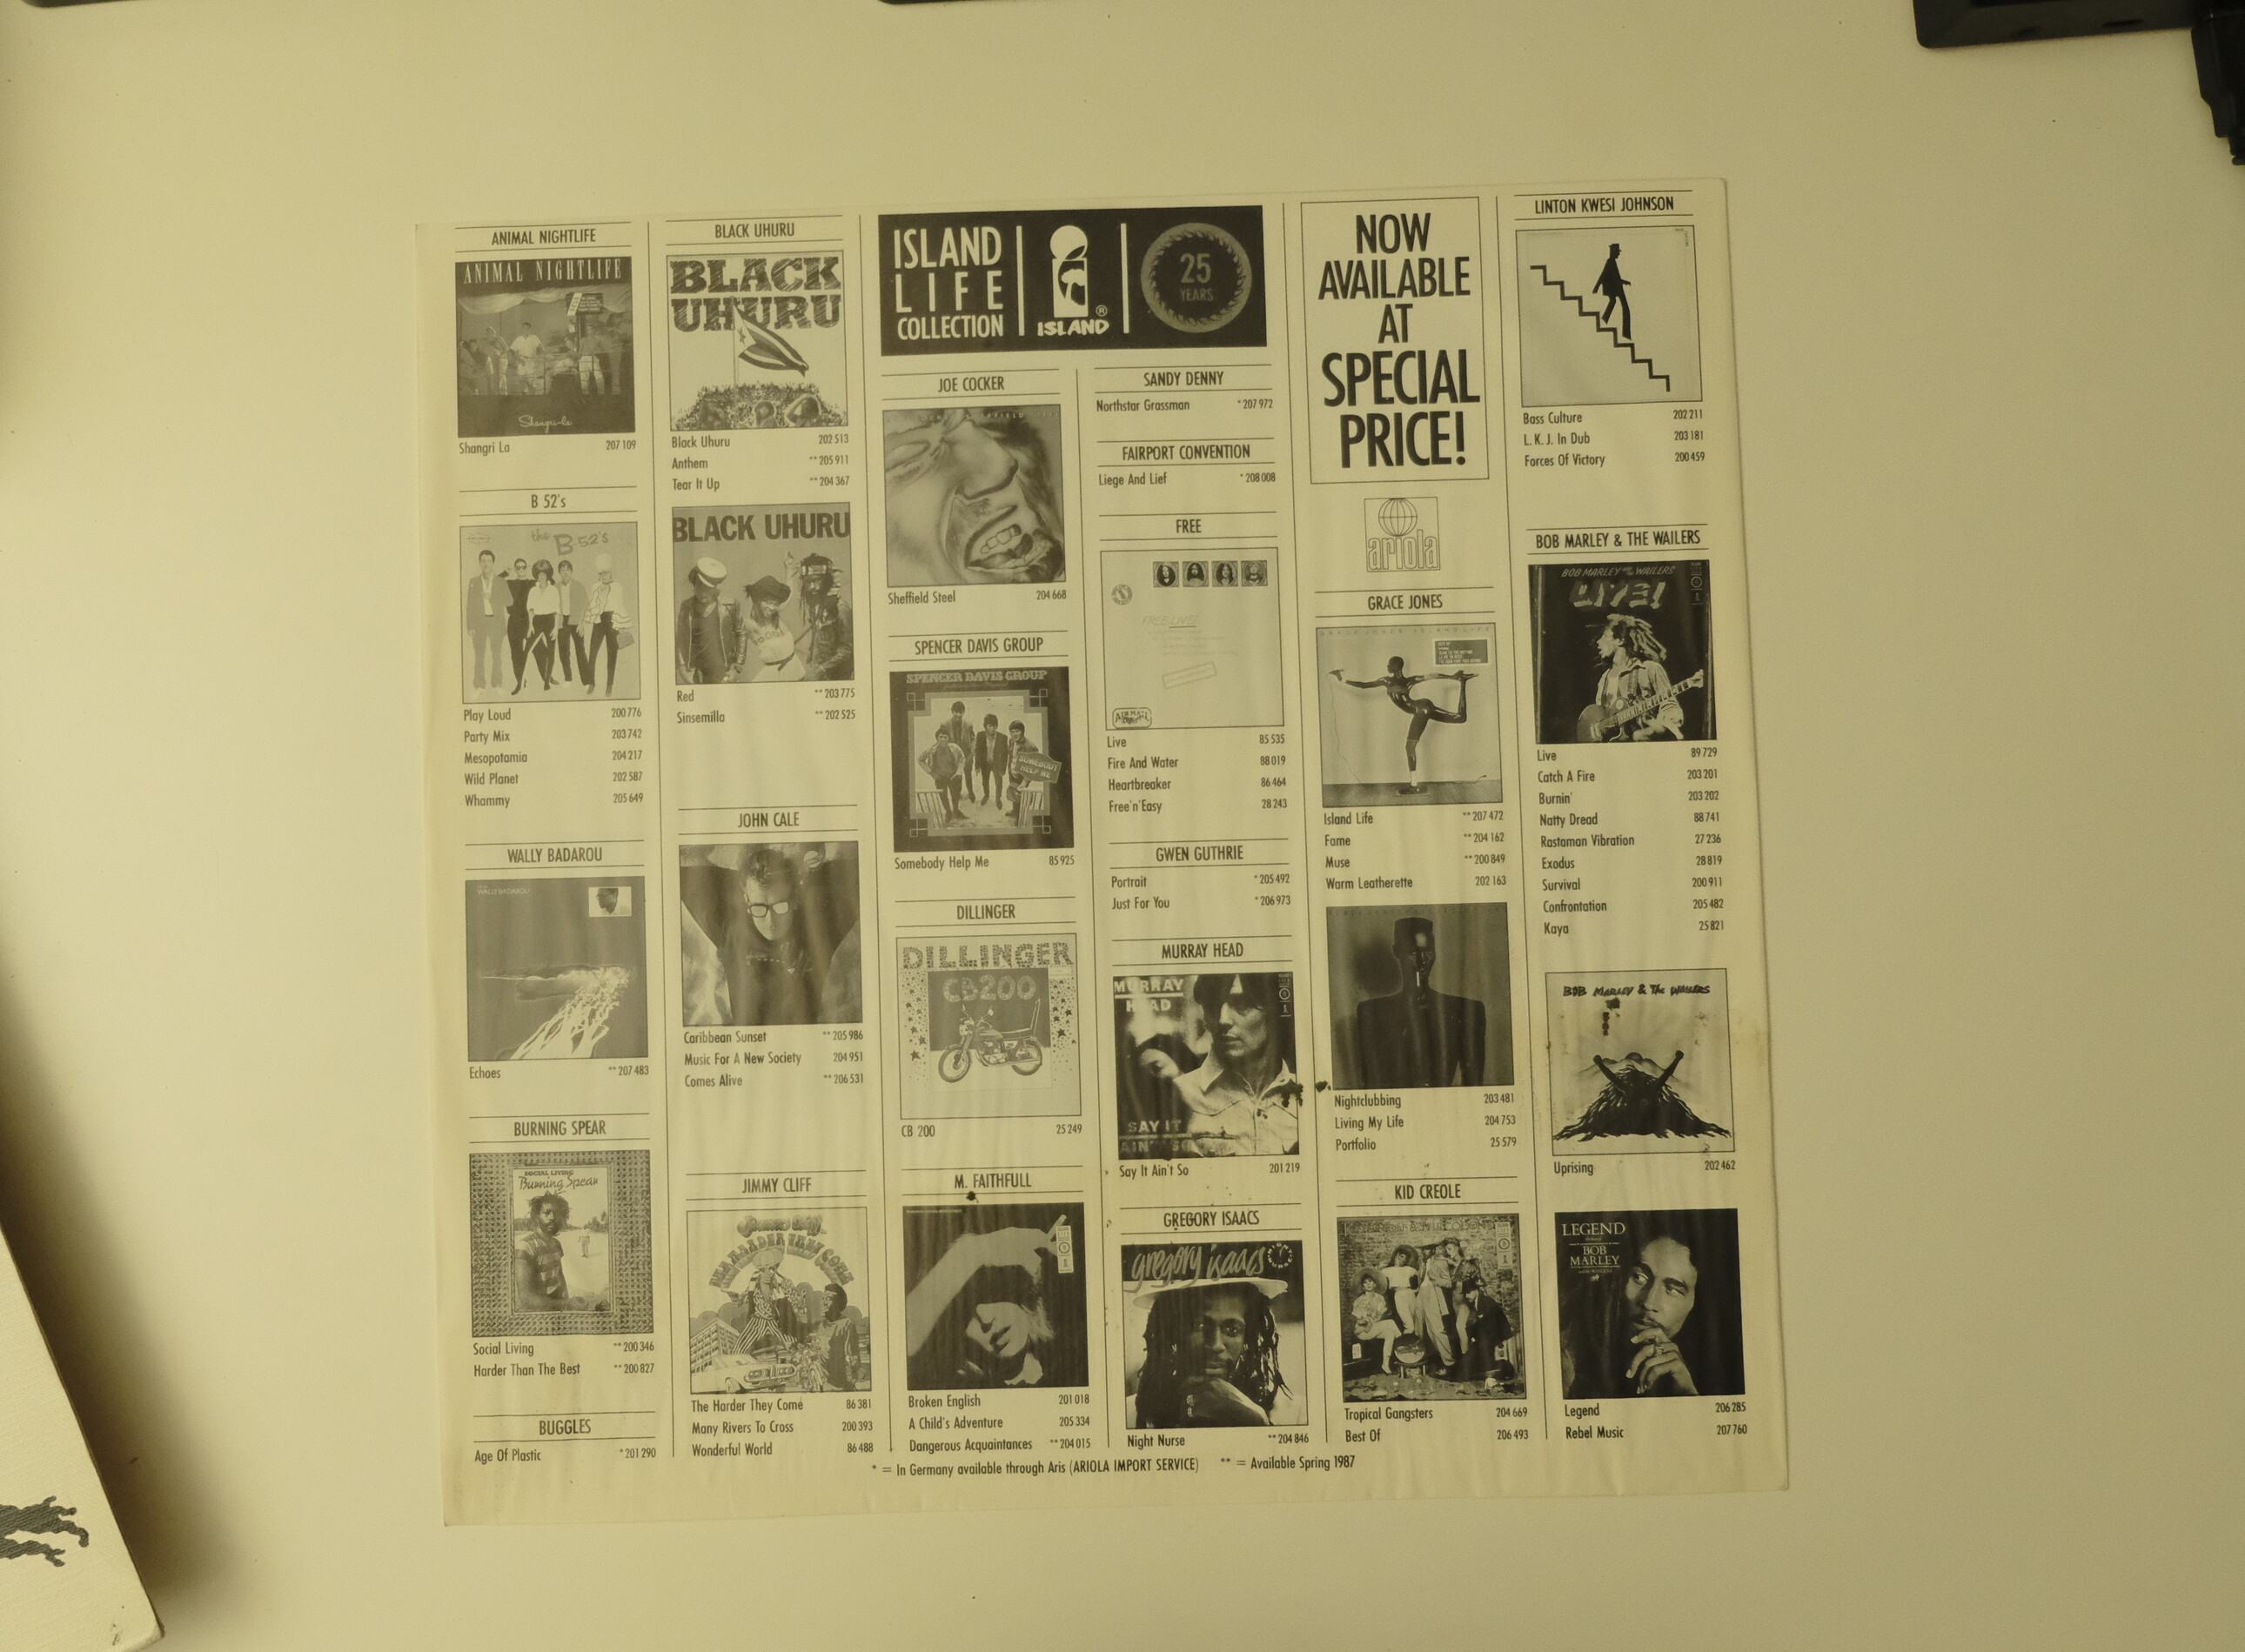 ANIMAL NIGHTLIFE
ANIMAL NIGHTLIFE
Shangri-la
Shangri La 207 109
B 52's
the B-52's
Play Loud 200 776
Party Mix 203 742
Mesopotamia 204 217
Wild Planet 202 587
Whammy 205 649
WALLY BADAROU
WALLY BADAROU
Echoes **207 483
BURNING SPEAR
SOCIAL LIVING
Burning Spear
Social Living **200 346
Harder Than The Best **200 827
BUGGLES
Age Of Plastic *201 290
BLACK UHURU
BLACK
UHURU
Black Uhuru 202 513
Anthem **205 911
Tear It Up **204 367
BLACK UHURU
Red **203 775
Sinsemilla **202 525
JOHN CALE
Caribbean Sunset **205 986
Music For A New Society 204 951
Comes Alive **206 531
JIMMY CLIFF
THE HARDER THEY COME
The Harder They Come 86 381
Many Rivers To Cross 200 393
Wonderful World 86 488
ISLAND
LIFE
COLLECTION
ISLAND ®
25
YEARS
JOE COCKER
Sheffield Steel 204 668
SPENCER DAVIS GROUP
SPENCER DAVIS GROUP
SOMEBODY
HELP ME
Somebody Help Me 85 925
DILLINGER
DILLINGER
CB200
CB 200 25 249
M. FAITHFULL
Broken English 201 018
A Child's Adventure 205 334
Dangerous Acquaintances **204 015
SANDY DENNY
Northstar Grassman *207 972
FAIRPORT CONVENTION
Liege And Lief *208 008
FREE
FREE LIVE!
AIR MAIL
Live 85 535
Fire And Water 88 019
Heartbreaker 86 464
Free'n'Easy 28 243
GWEN GUTHRIE
Portrait *205 492
Just For You *206 973
MURRAY HEAD
MURRAY
HEAD
SAY IT
AIN'T SO
Say It Ain't So 201 219
GREGORY ISAACS
gregory isaacs
Night Nurse **204 846
NOW
AVAILABLE
AT
SPECIAL
PRICE!
ariola
GRACE JONES
Island Life **207 472
Fame **204 162
Muse **200 849
Warm Leatherette 202 163
Nightclubbing 203 481
Living My Life 204 753
Portfolio 25 579
KID CREOLE
Tropical Gangsters 204 669
Best Of 206 493
LINTON KWESI JOHNSON
Bass Culture 202 211
L. K. J. In Dub 203 181
Forces Of Victory 200 459
BOB MARLEY & THE WAILERS
BOB MARLEY AND THE WAILERS
LIVE!
Live 89 729
Catch A Fire 203 201
Burnin' 203 202
Natty Dread 88 741
Rastaman Vibration 27 236
Exodus 28 819
Survival 200 911
Confrontation 205 482
Kaya 25 821
BOB MARLEY & THE WAILERS
Uprising 202 462
LEGEND
BOB
MARLEY
Legend 206 285
Rebel Music 207 760
* = In Germany available through Aris (ARIOLA IMPORT SERVICE) ** = Available Spring 1987